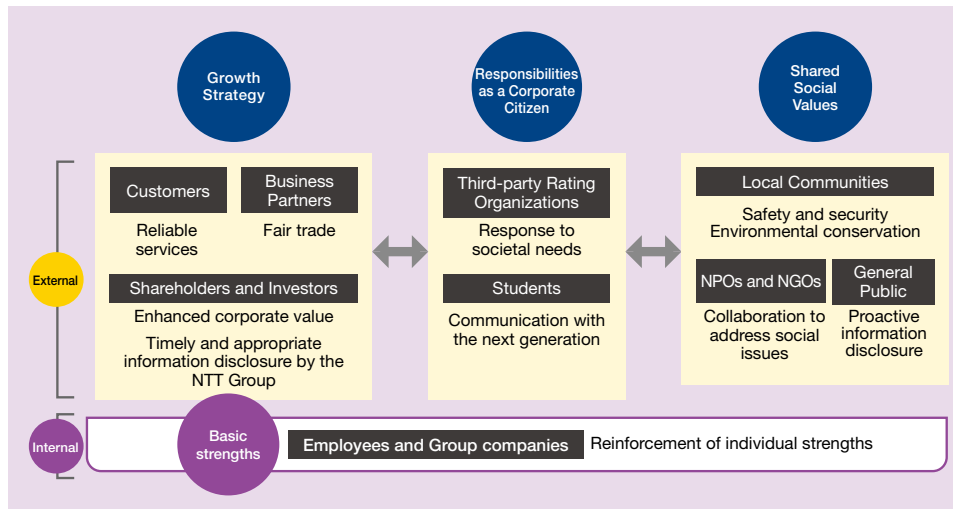 Growth
Strategy
Responsibilities
as a Corporate
Citizen
Shared
Social
Values
External
Customers
Reliable
services
Business
Partners
Fair trade
Shareholders and Investors
Enhanced corporate value
Timely and appropriate
information disclosure by the
NTT Group
Third-party Rating
Organizations
Response to
societal needs
Students
Communication with
the next generation
Local Communities
Safety and security
Environmental conservation
NPOs and NGOs
Collaboration to
address social
issues
General
Public
Proactive
information
disclosure
Internal
Basic
strengths
Employees and Group companies
Reinforcement of individual strengths